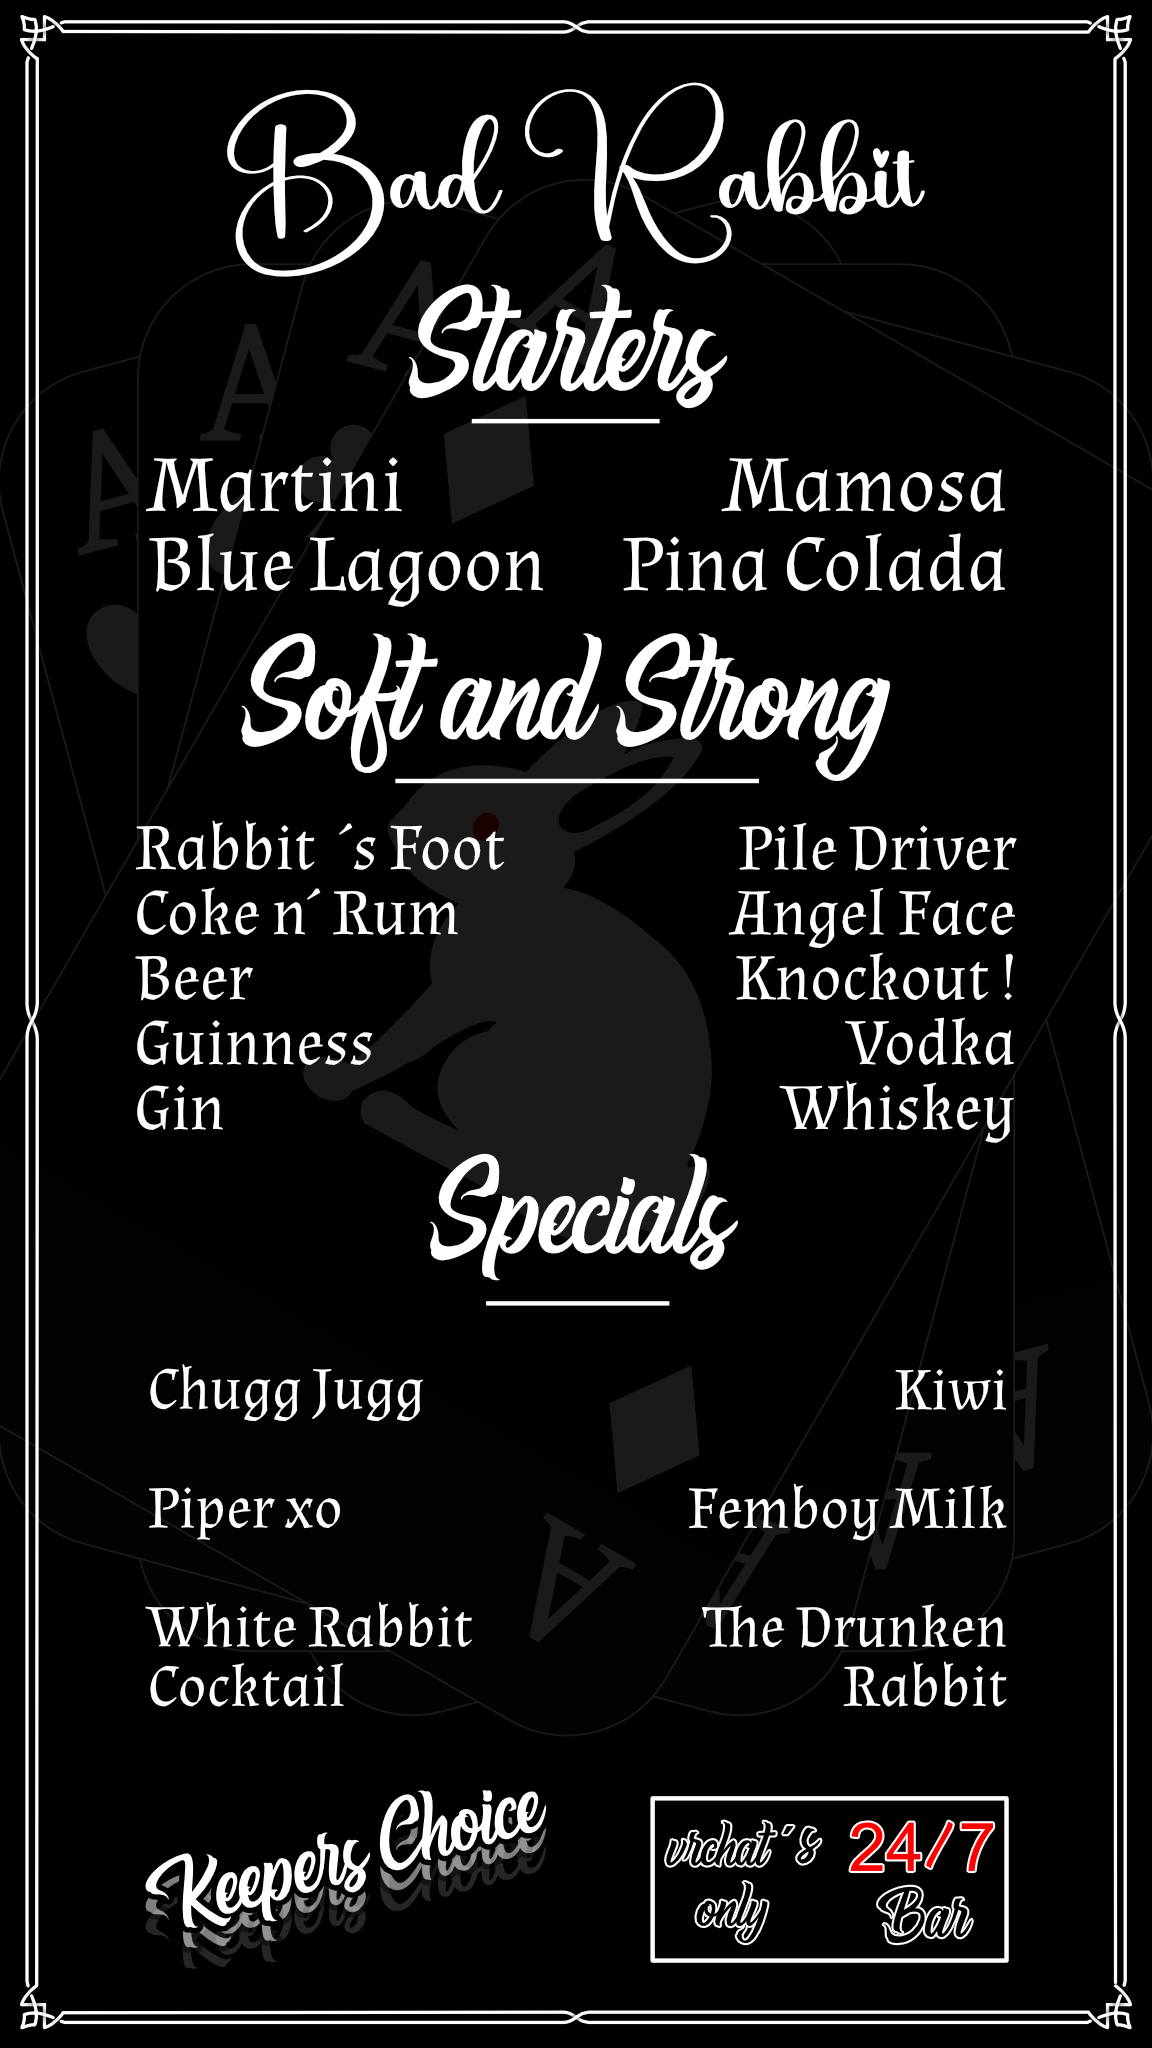 Bad Rabbit
Starters
Martini Mamosa
Blue Lagoon Pina Colada
Soft and Strong
Rabbit ´s Foot Pile Driver
Coke n´ Rum Angel Face
Beer Knockout !
Guinness Vodka
Gin Whiskey
Specials
Chugg Jugg Kiwi
Piper xo Femboy Milk
White Rabbit The Drunken
Cocktail Rabbit
Keepers Choice
vrchat´s 24/7
only Bar
A
A
A
A
A
A
A
A